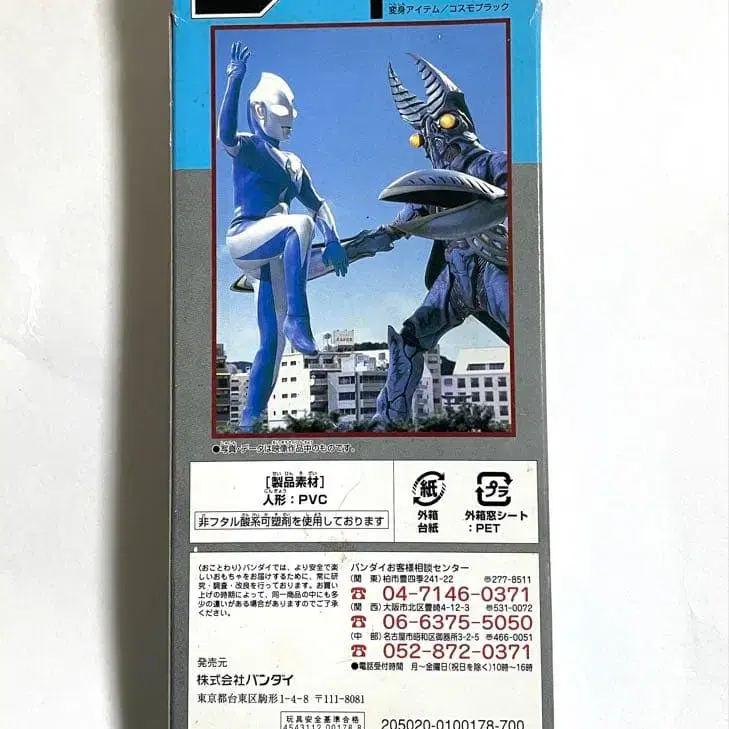 変身アイテム／コスモプラック
●写真・データは映像作品中のものです。
[製品素材]
人形：PVC
非フタル酸系可塑剤を使用しております
紙
外箱
台紙
プラ
外箱窓シート
：PET
〈おことわり〉バンダイでは、より安全で楽
しいおもちゃをお届けするために、常に研
究・調査・改良を行っております。お買い
上げの時期によって、同一商品の中にも多
少の違いがある場合がありますのでご了承
ください。
発売元
株式会社バンダイ
東京都台東区駒形1-4-8 〒111-8081
バンダイお客様相談センター
(関 東)柏市豊四季241-22 〠277-8511
☎ 04-7146-0371
(関 西)大阪市北区豊崎4-12-3 〠531-0072
☎ 06-6375-5050
(中 部)名古屋市昭和区御器所3-2-5 〠466-0051
☎ 052-872-0371
●電話受付時間 月〜金曜日(祝日を除く)10時〜16時
玩具安全基準合格
4543112 00178 8
205020-0100178-700